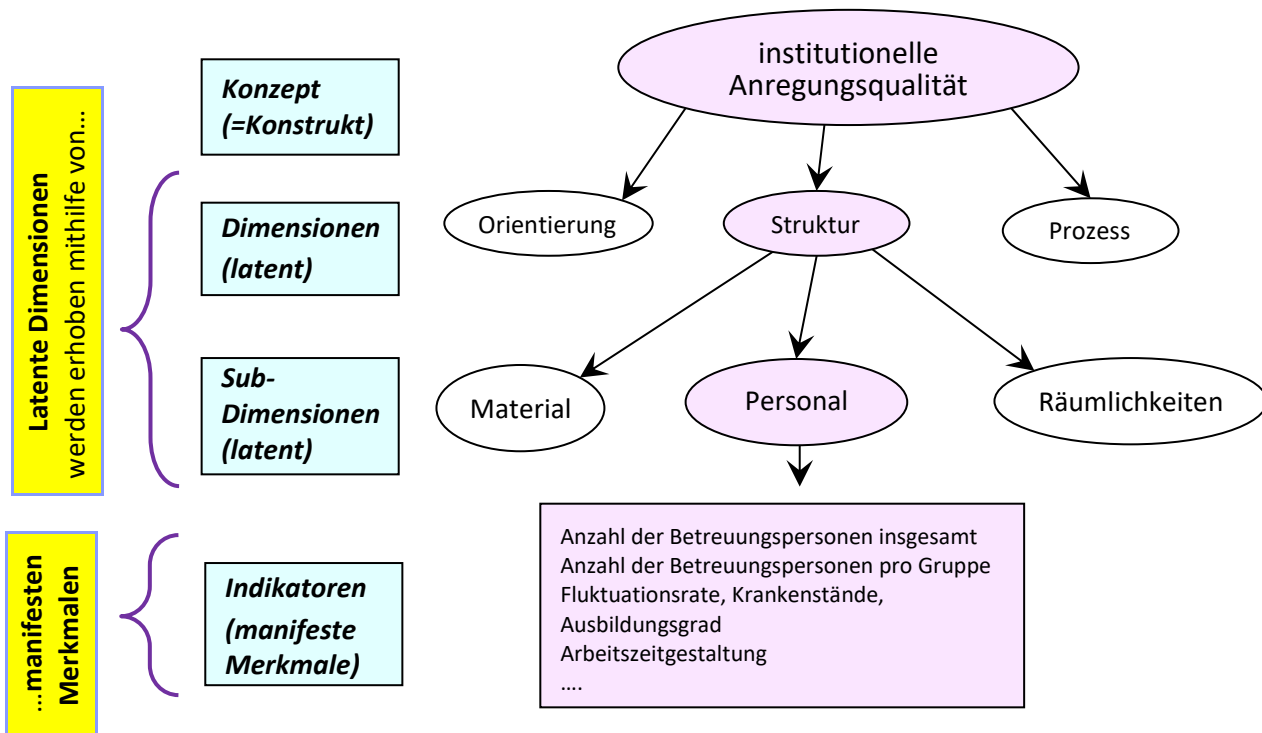 Latente Dimensionen
werden erhoben mithilfe von...
...manifesten
Merkmalen
Konzept
(=Konstrukt)
Dimensionen
(latent)
Sub-
Dimensionen
(latent)
Indikatoren
(manifeste
Merkmale)
institutionelle
Anregungsqualität
Orientierung
Struktur
Prozess
Material
Personal
Räumlichkeiten
Anzahl der Betreuungspersonen insgesamt
Anzahl der Betreuungspersonen pro Gruppe
Fluktuationsrate, Krankenstände,
Ausbildungsgrad
Arbeitszeitgestaltung
....